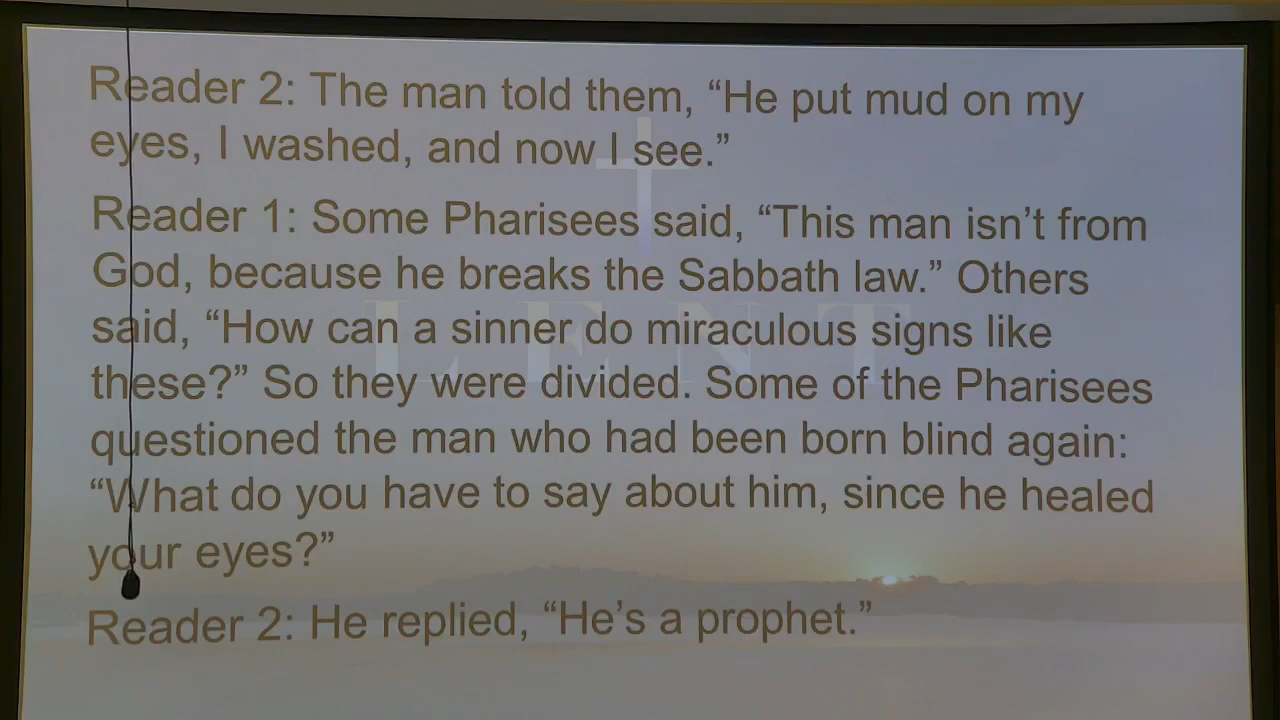 Reader 2: The man told them, “He put mud on my
eyes, I washed, and now I see.”
Reader 1: Some Pharisees said, “This man isn’t from
God, because he breaks the Sabbath law.” Others
said, “How can a sinner do miraculous signs like
these?” So they were divided. Some of the Pharisees
questioned the man who had been born blind again:
“What do you have to say about him, since he healed
your eyes?”
Reader 2: He replied, “He’s a prophet.”
LENT